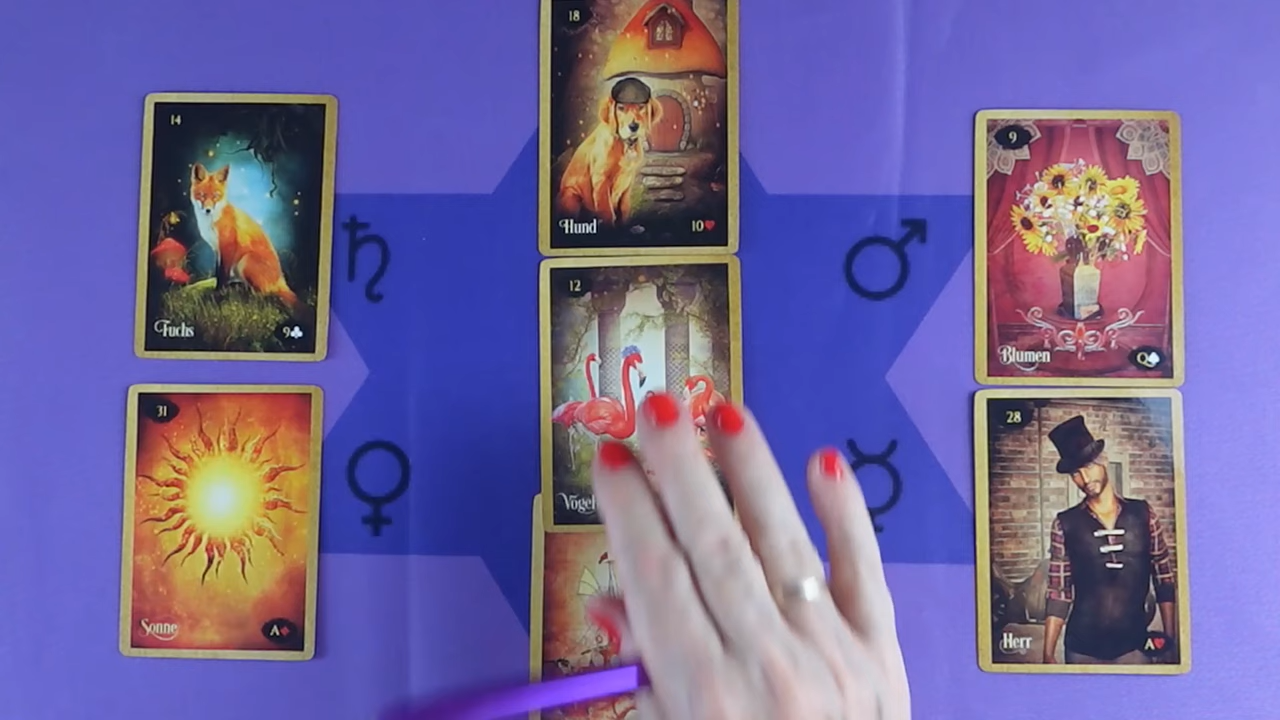 18
Hund
10♥
14
Fuchs
9♣
9
Blumen
Q♠
12
Vögel
31
Sonne
A♦
28
Herr
A♥